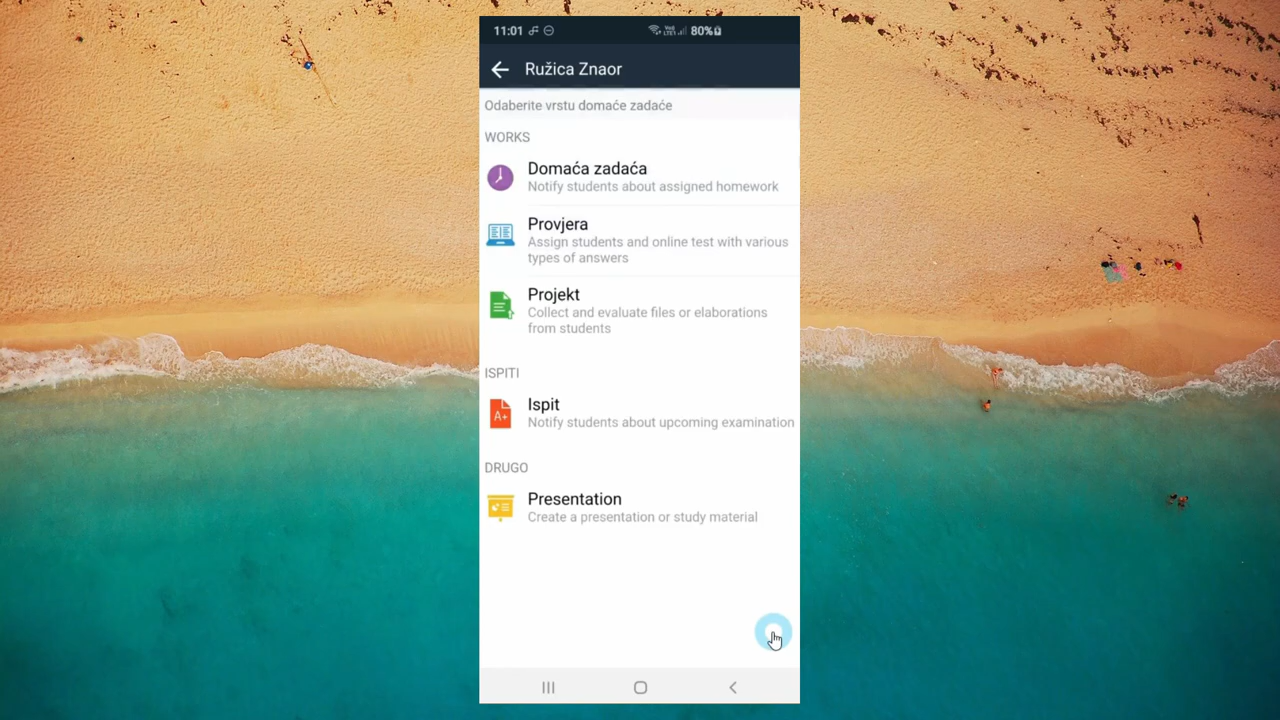 11:01
80%
Ružica Znaor
Odaberite vrstu domaće zadaće
WORKS
Domaća zadaća
Notify students about assigned homework
Provjera
Assign students and online test with various
types of answers
Projekt
Collect and evaluate files or elaborations
from students
ISPITI
Ispit
Notify students about upcoming examination
DRUGO
Presentation
Create a presentation or study material